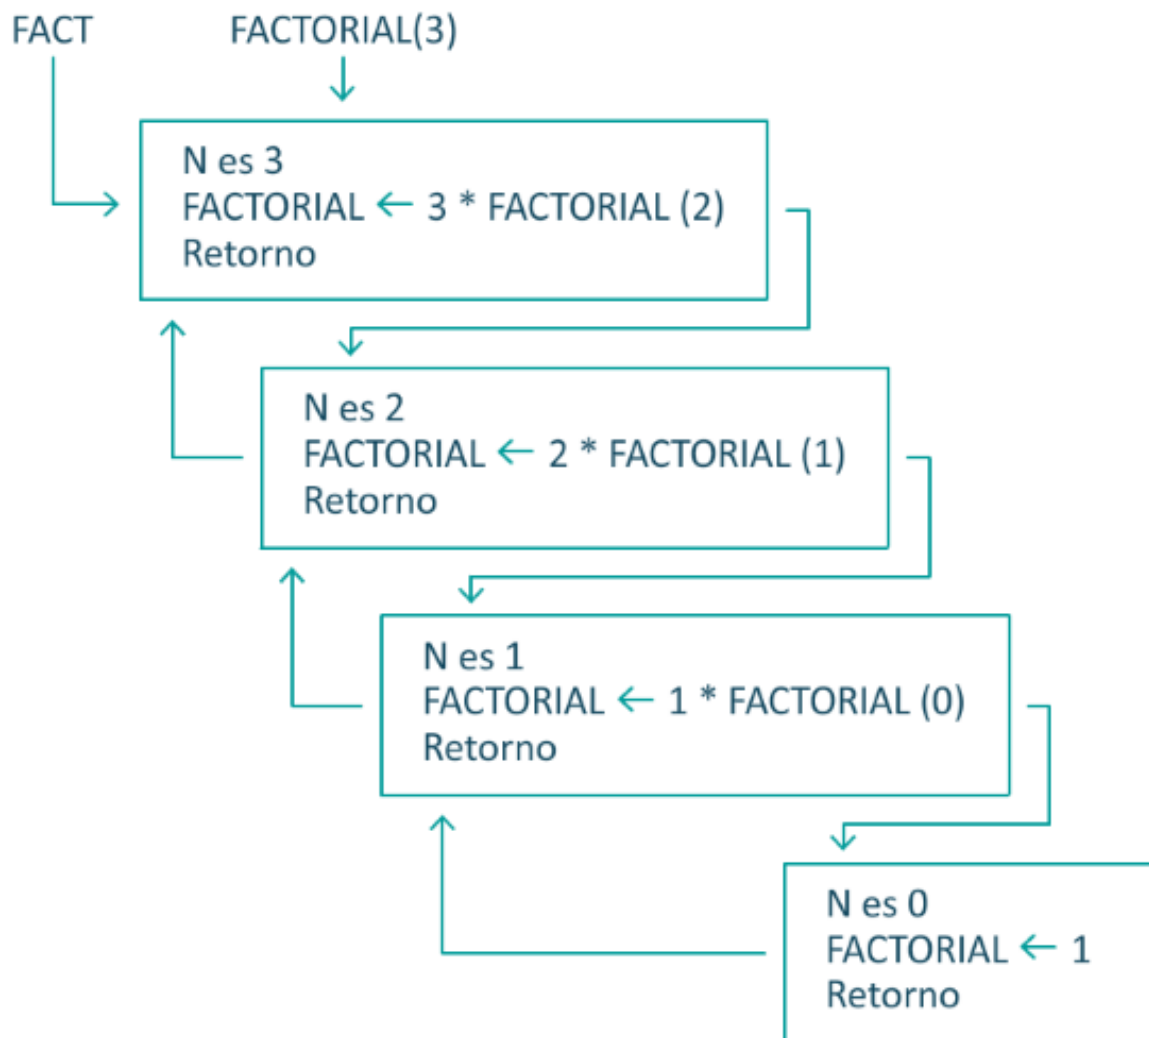 FACT FACTORIAL(3)
N es 3
FACTORIAL ← 3 * FACTORIAL (2)
Retorno
N es 2
FACTORIAL ← 2 * FACTORIAL (1)
Retorno
N es 1
FACTORIAL ← 1 * FACTORIAL (0)
Retorno
N es 0
FACTORIAL ← 1
Retorno